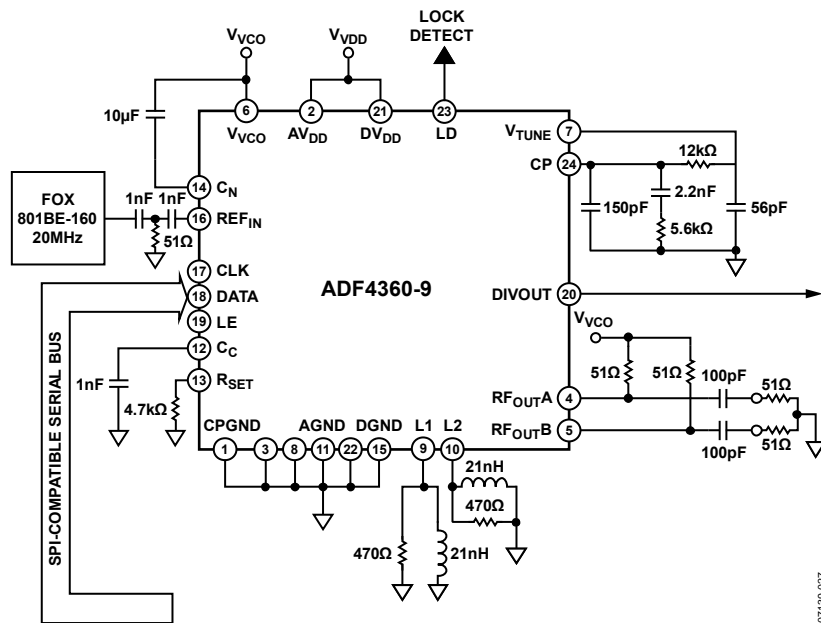 LOCK
DETECT
VVCO
VVDD
10µF
6
2
21
23
VVCO
AVDD
DVDD
LD
VTUNE
7
CP
24
12kΩ
150pF
2.2nF
5.6kΩ
56pF
FOX
801BE-160
20MHz
1nF
1nF
51Ω
14
CN
16
REFIN
17
CLK
18
DATA
19
LE
12
CC
13
RSET
1nF
4.7kΩ
ADF4360-9
DIVOUT
20
VVCO
51Ω
51Ω
100pF
51Ω
RFOUTA
4
RFOUTB
5
100pF
51Ω
CPGND
AGND
DGND
L1
L2
1
3
8
11
22
15
9
10
21nH
470Ω
470Ω
21nH
SPI-COMPATIBLE SERIAL BUS